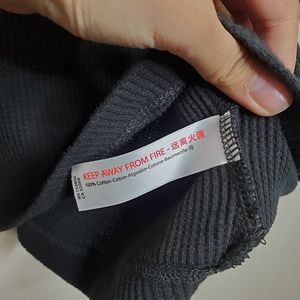 KEEP AWAY FROM FIRE - 远离火源
100% Cotton-Coton-Algodón-Cotone-Baumwolle-棉